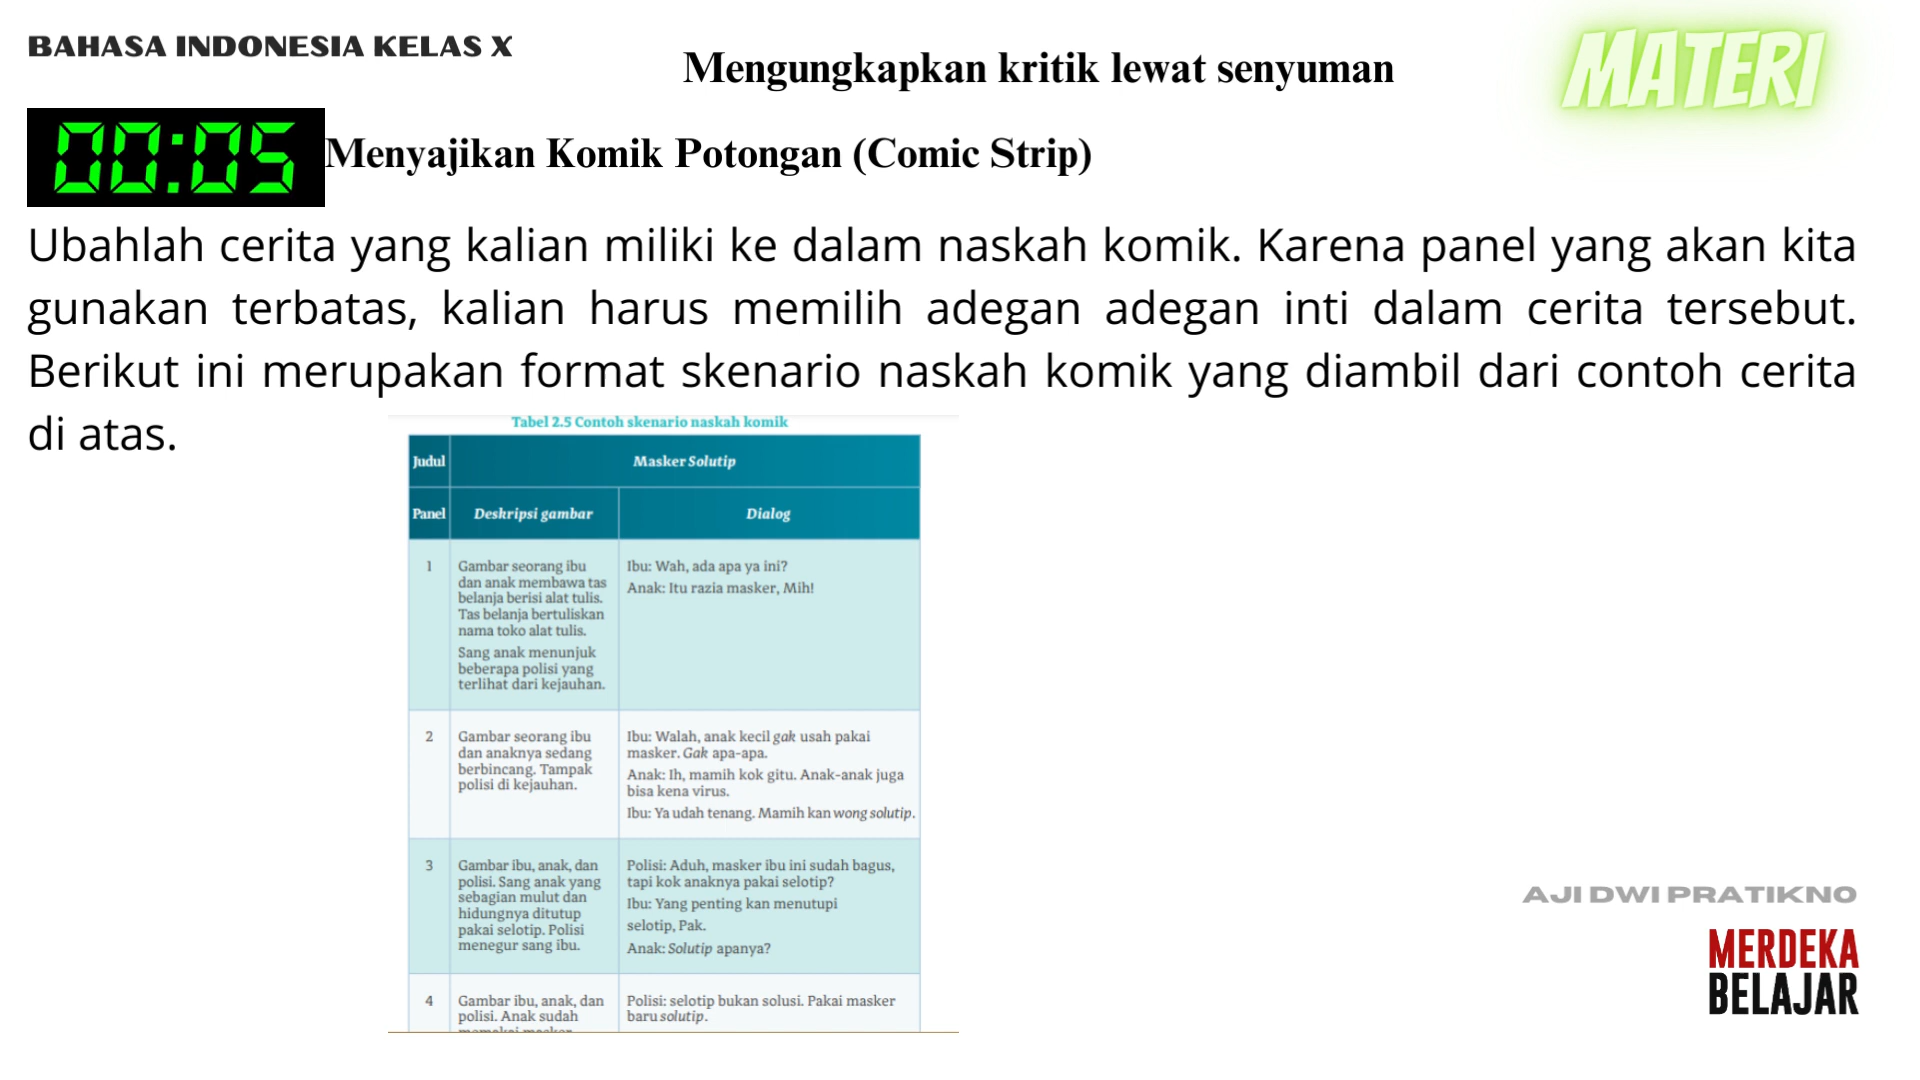 BAHASA INDONESIA KELAS X
Mengungkapkan kritik lewat senyuman
MATERI
00:05
Menyajikan Komik Potongan (Comic Strip)
Ubahlah cerita yang kalian miliki ke dalam naskah komik. Karena panel yang akan kita
gunakan terbatas, kalian harus memilih adegan adegan inti dalam cerita tersebut.
Berikut ini merupakan format skenario naskah komik yang diambil dari contoh cerita
di atas.
Tabel 2.5 Contoh skenario naskah komik
Judul
Masker Solutip
Panel
Deskripsi gambar
Dialog
1
Gambar seorang ibu
dan anak membawa tas
belanja berisi alat tulis.
Tas belanja bertuliskan
nama toko alat tulis.
Sang anak menunjuk
beberapa polisi yang
terlihat dari kejauhan.
Ibu: Wah, ada apa ya ini?
Anak: Itu razia masker, Mih!
2
Gambar seorang ibu
dan anaknya sedang
berbincang. Tampak
polisi di kejauhan.
Ibu: Walah, anak kecil gak usah pakai
masker. Gak apa-apa.
Anak: Ih, mamih kok gitu. Anak-anak juga
bisa kena virus.
Ibu: Ya udah tenang. Mamih kan wong solutip.
3
Gambar ibu, anak, dan
polisi. Sang anak yang
sebagian mulut dan
hidungnya ditutup
pakai selotip. Polisi
menegur sang ibu.
Polisi: Aduh, masker ibu ini sudah bagus,
tapi kok anaknya pakai selotip?
Ibu: Yang penting kan menutupi
selotip, Pak.
Anak: Solutip apanya?
4
Gambar ibu, anak, dan
polisi. Anak sudah
memakai masker
Polisi: selotip bukan solusi. Pakai masker
baru solutip.
AJI DWI PRATIKNO
MERDEKA
BELAJAR